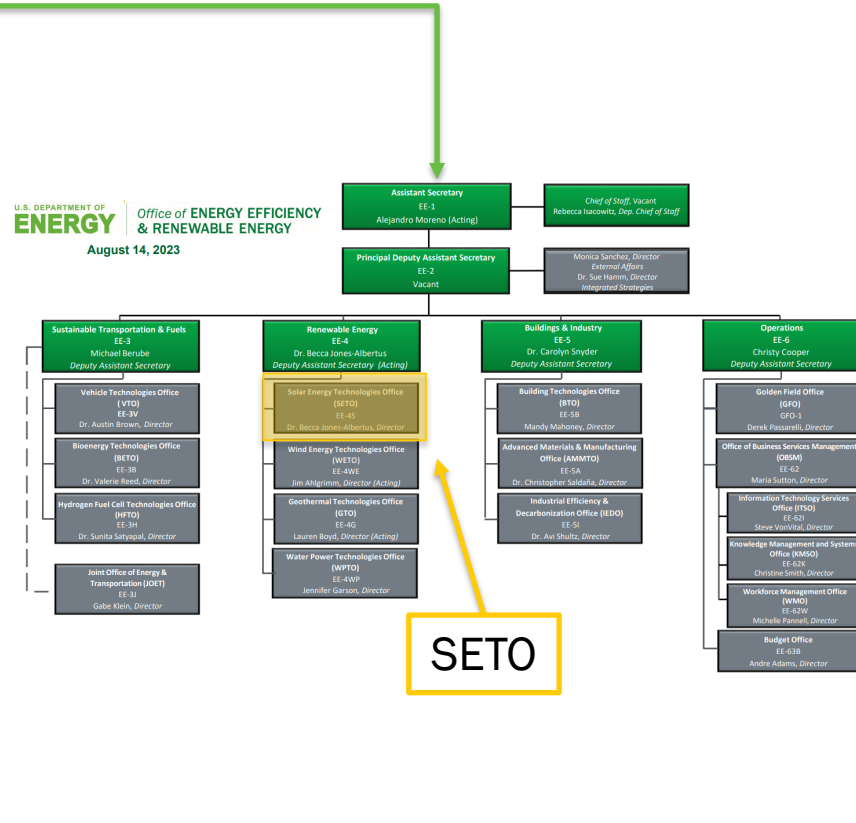 Assistant Secretary
EE-1
Alejandro Moreno (Acting)
Chief of Staff, Vacant
Rebecca Isacowitz, Dep. Chief of Staff
U.S. DEPARTMENT OF
ENERGY
Office of ENERGY EFFICIENCY
& RENEWABLE ENERGY
August 14, 2023
Principal Deputy Assistant Secretary
EE-2
Vacant
Monica Sanchez, Director
External Affairs
Dr. Sue Hamm, Director
Integrated Strategies
Sustainable Transportation & Fuels
EE-3
Michael Berube
Deputy Assistant Secretary
Vehicle Technologies Office
( VTO)
EE-3V
Dr. Austin Brown, Director
Bioenergy Technologies Office
(BETO)
EE-3B
Dr. Valerie Reed, Director
Hydrogen Fuel Cell Technologies Office
(HFTO)
EE-3H
Dr. Sunita Satyapal, Director
Joint Office of Energy &
Transportation (JOET)
EE-3J
Gabe Klein, Director
Renewable Energy
EE-4
Dr. Becca Jones-Albertus
Deputy Assistant Secretary (Acting)
Solar Energy Technologies Office
(SETO)
EE-4S
Dr. Becca Jones-Albertus, Director
Wind Energy Technologies Office
(WETO)
EE-4WE
Jim Ahlgrimm, Director (Acting)
Geothermal Technologies Office
(GTO)
EE-4G
Lauren Boyd, Director (Acting)
Water Power Technologies Office
(WPTO)
EE-4WP
Jennifer Garson, Director
SETO
Buildings & Industry
EE-5
Dr. Carolyn Snyder
Deputy Assistant Secretary
Building Technologies Office
(BTO)
EE-5B
Mandy Mahoney, Director
Advanced Materials & Manufacturing
Office (AMMTO)
EE-5A
Dr. Christopher Saldaña, Director
Industrial Efficiency &
Decarbonization Office (IEDO)
EE-5I
Dr. Avi Shultz, Director
Operations
EE-6
Christy Cooper
Deputy Assistant Secretary
Golden Field Office
(GFO)
GFO-1
Derek Passarelli, Director
Office of Business Services Management
(OBSM)
EE-62
Maria Sutton, Director
Information Technology Services
Office (ITSO)
EE-62I
Steve VonVital, Director
Knowledge Management and Systems
Office (KMSO)
EE-62K
Christine Smith, Director
Workforce Management Office
(WMO)
EE-62W
Michelle Pannell, Director
Budget Office
EE-63B
Andre Adams, Director